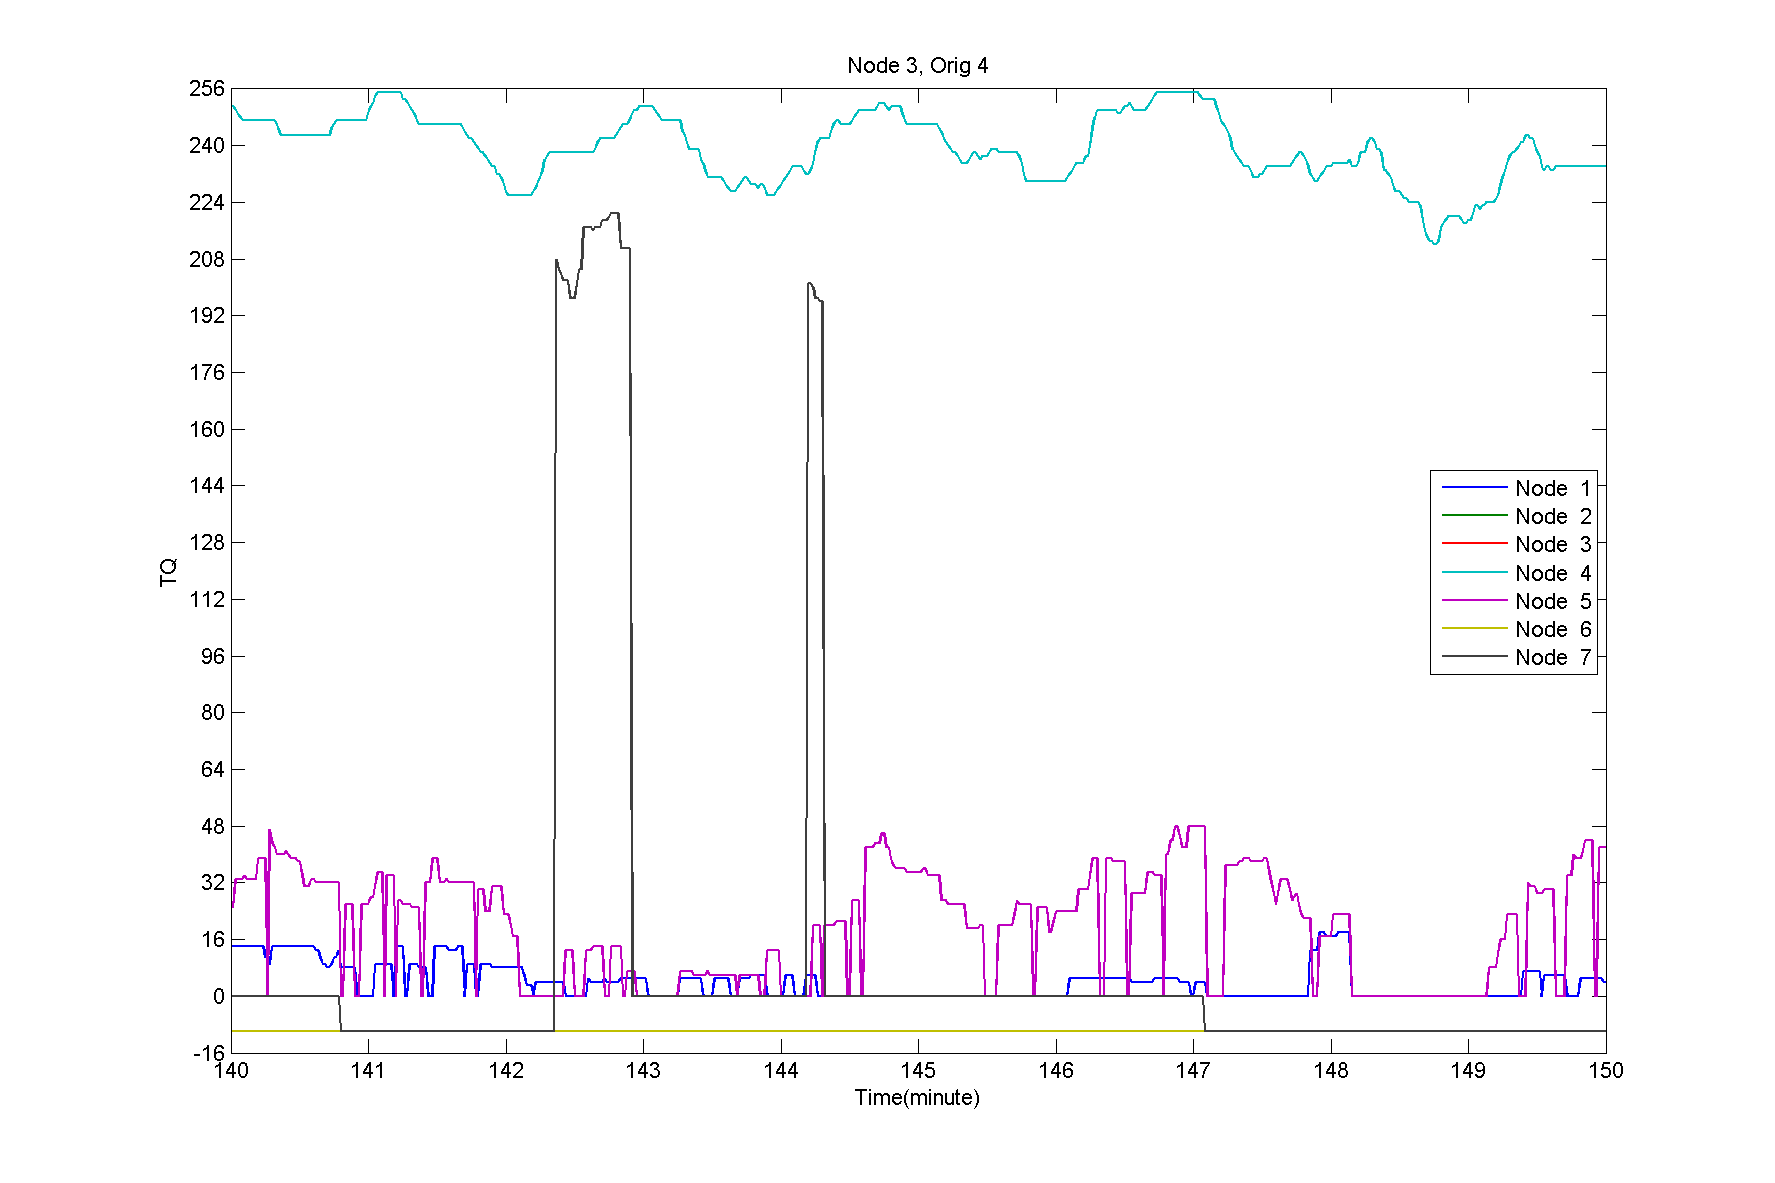 Node 3, Orig 4
256
240
224
208
192
176
160
144
128
112
96
80
64
48
32
16
0
-16
TQ
Node 1
Node 2
Node 3
Node 4
Node 5
Node 6
Node 7
140 141 142 143 144 145 146 147 148 149 150
Time(minute)